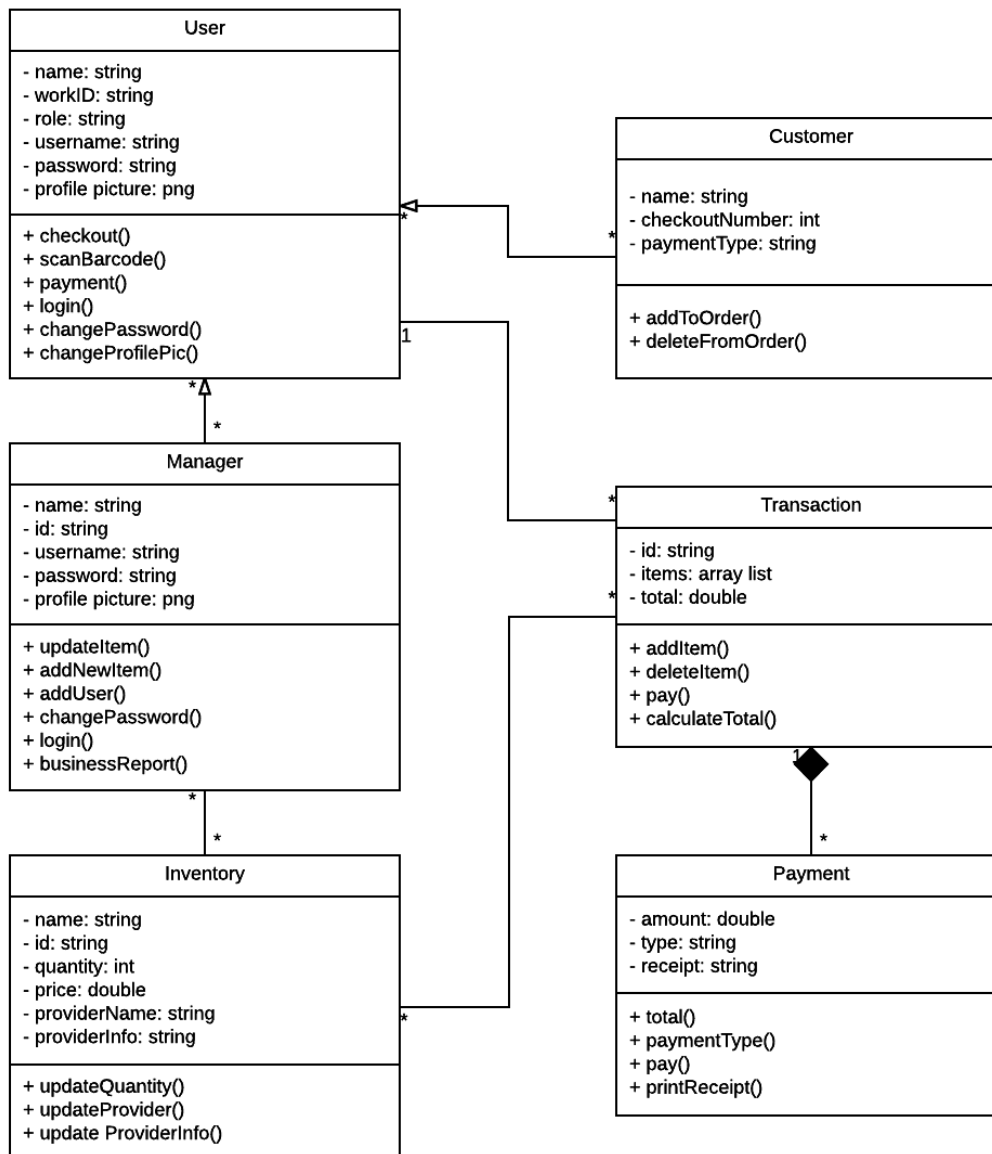 User
- name: string
- workID: string
- role: string
- username: string
- password: string
- profile picture: png
+ checkout()
+ scanBarcode()
+ payment()
+ login()
+ changePassword()
+ changeProfilePic()
*
*
1
*
*
Customer
- name: string
- checkoutNumber: int
- paymentType: string
+ addToOrder()
+ deleteFromOrder()
Manager
- name: string
- id: string
- username: string
- password: string
- profile picture: png
+ updateItem()
+ addNewItem()
+ addUser()
+ changePassword()
+ login()
+ businessReport()
*
*
*
*
Transaction
- id: string
- items: array list
- total: double
+ addItem()
+ deleteItem()
+ pay()
+ calculateTotal()
1
*
Inventory
- name: string
- id: string
- quantity: int
- price: double
- providerName: string
- providerInfo: string
+ updateQuantity()
+ updateProvider()
+ update ProviderInfo()
*
Payment
- amount: double
- type: string
- receipt: string
+ total()
+ paymentType()
+ pay()
+ printReceipt()